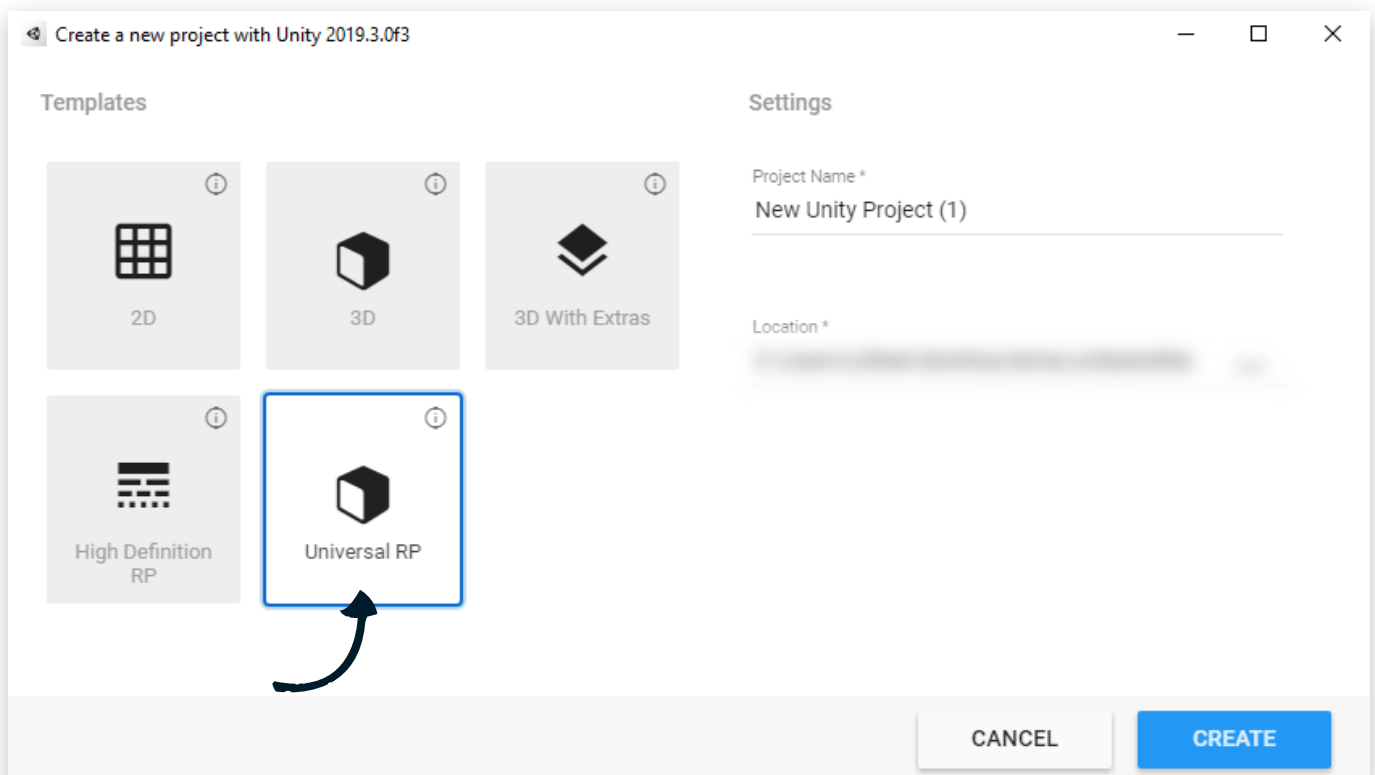 Create a new project with Unity 2019.3.0f3
Templates
Settings
2D
3D
3D With Extras
High Definition
RP
Universal RP
Project Name *
New Unity Project (1)
Location *
CANCEL
CREATE